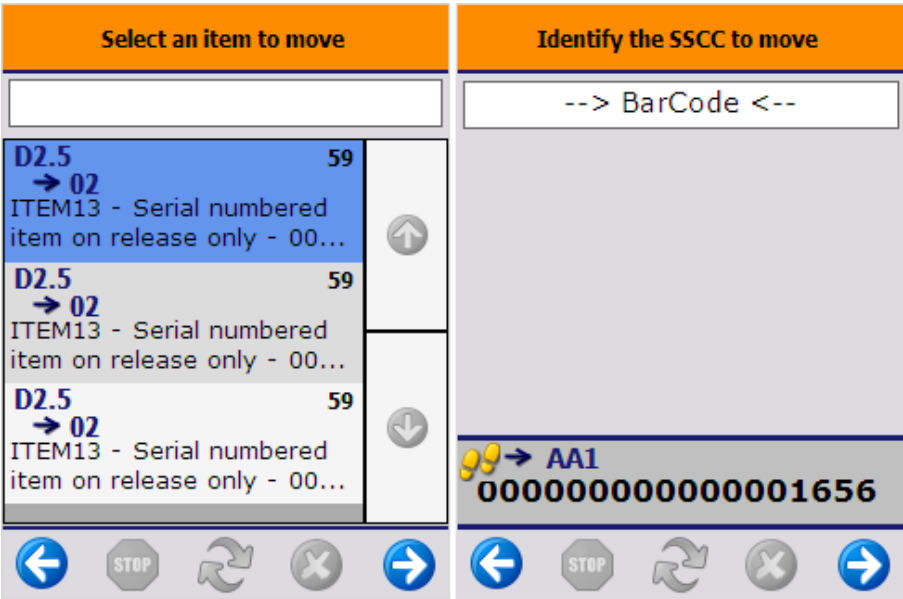 Select an item to move
D2.5 59
→ 02
ITEM13 - Serial numbered
item on release only - 00...
D2.5 59
→ 02
ITEM13 - Serial numbered
item on release only - 00...
D2.5 59
→ 02
ITEM13 - Serial numbered
item on release only - 00...
STOP
Identify the SSCC to move
--> BarCode <--
→ AA1
000000000000001656
STOP